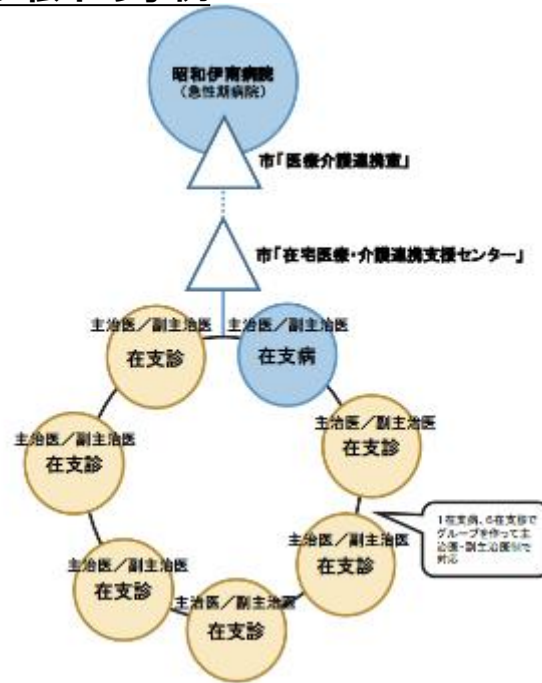 昭和伊南病院
(急性期病院)
市「医療介護連携室」
市「在宅医療・介護連携支援センター」
主治医/副主治医
在支診
主治医/副主治医
在支病
主治医/副主治医
在支診
主治医/副主治医
在支診
主治医/副主治医
在支診
主治医/副主治医
在支診
主治医/副主治医
在支診
1在支病、6在支診で
グループを作って主
治医・副主治医制で
対応